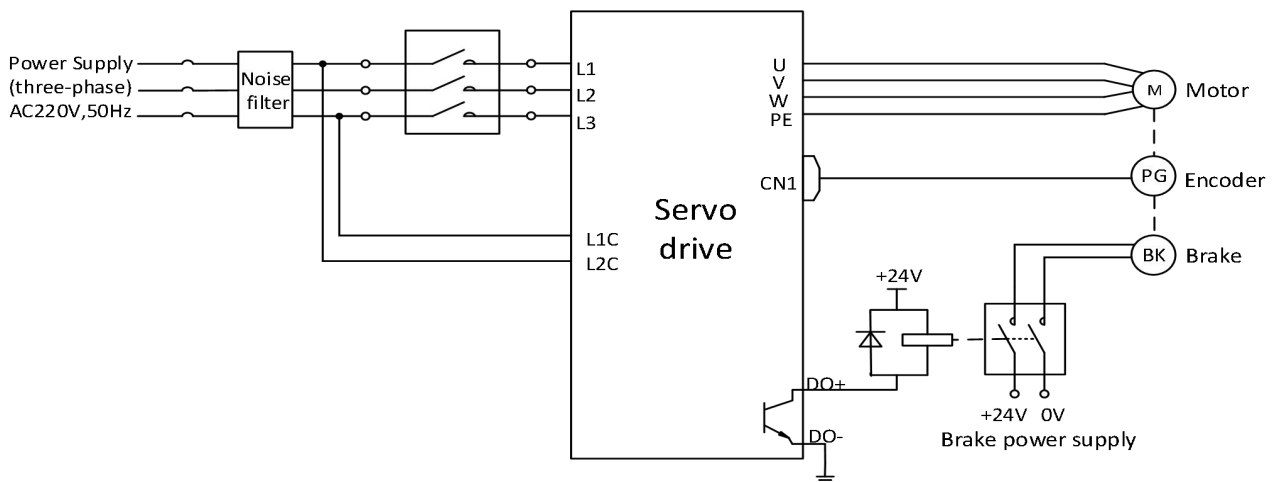 Power Supply
(three-phase)
AC220V,50Hz
Noise
filter
L1
L2
L3
L1C
L2C
Servo
drive
U
V
W
PE
CN1
DO+
DO-
M
Motor
PG
Encoder
BK
Brake
+24V
+24V 0V
Brake power supply